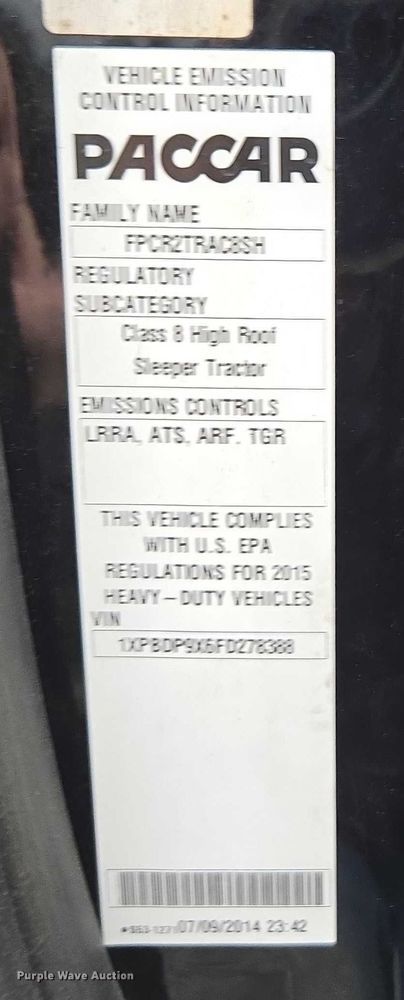 VEHICLE EMISSION
CONTROL INFORMATION
PACCAR
FAMILY NAME
FPCR2TRAC8SH
REGULATORY
SUBCATEGORY
Class 8 High Roof
Sleeper Tractor
EMISSIONS CONTROLS
LRRA, ATS, ARF, TGR
THIS VEHICLE COMPLIES
WITH U.S. EPA
REGULATIONS FOR 2015
HEAVY-DUTY VEHICLES
VIN
1XPBDP9X6FD278388
07/09/2014 23:42
Purple Wave Auction